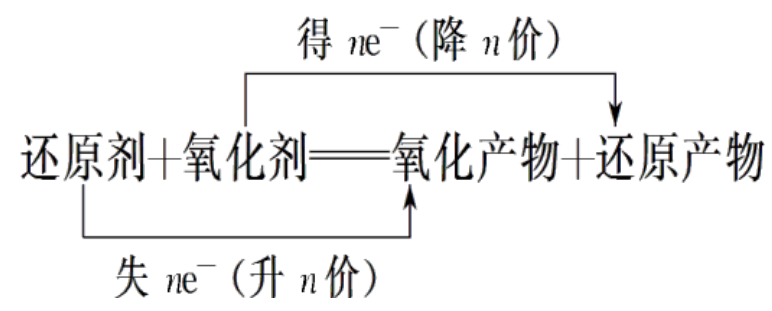 得 ne⁻(降 n 价)
还原剂+氧化剂══氧化产物+还原产物
失 ne⁻(升 n 价)